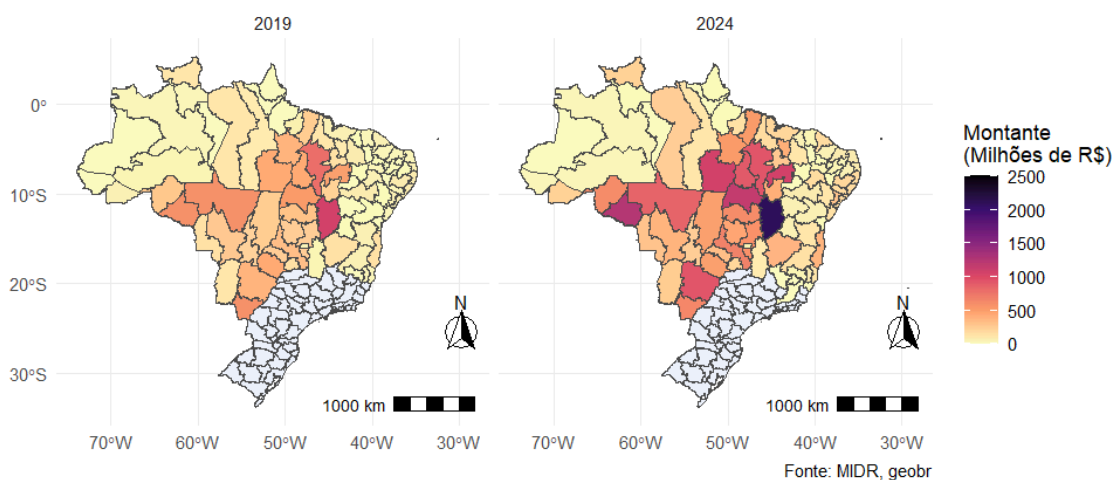 2019
2024
0°
10°S
20°S
30°S
N
N
1000 km
1000 km
70°W 60°W 50°W 40°W 30°W
70°W 60°W 50°W 40°W 30°W
Montante
(Milhões de R$)
2500
2000
1500
1000
500
0
Fonte: MIDR, geobr